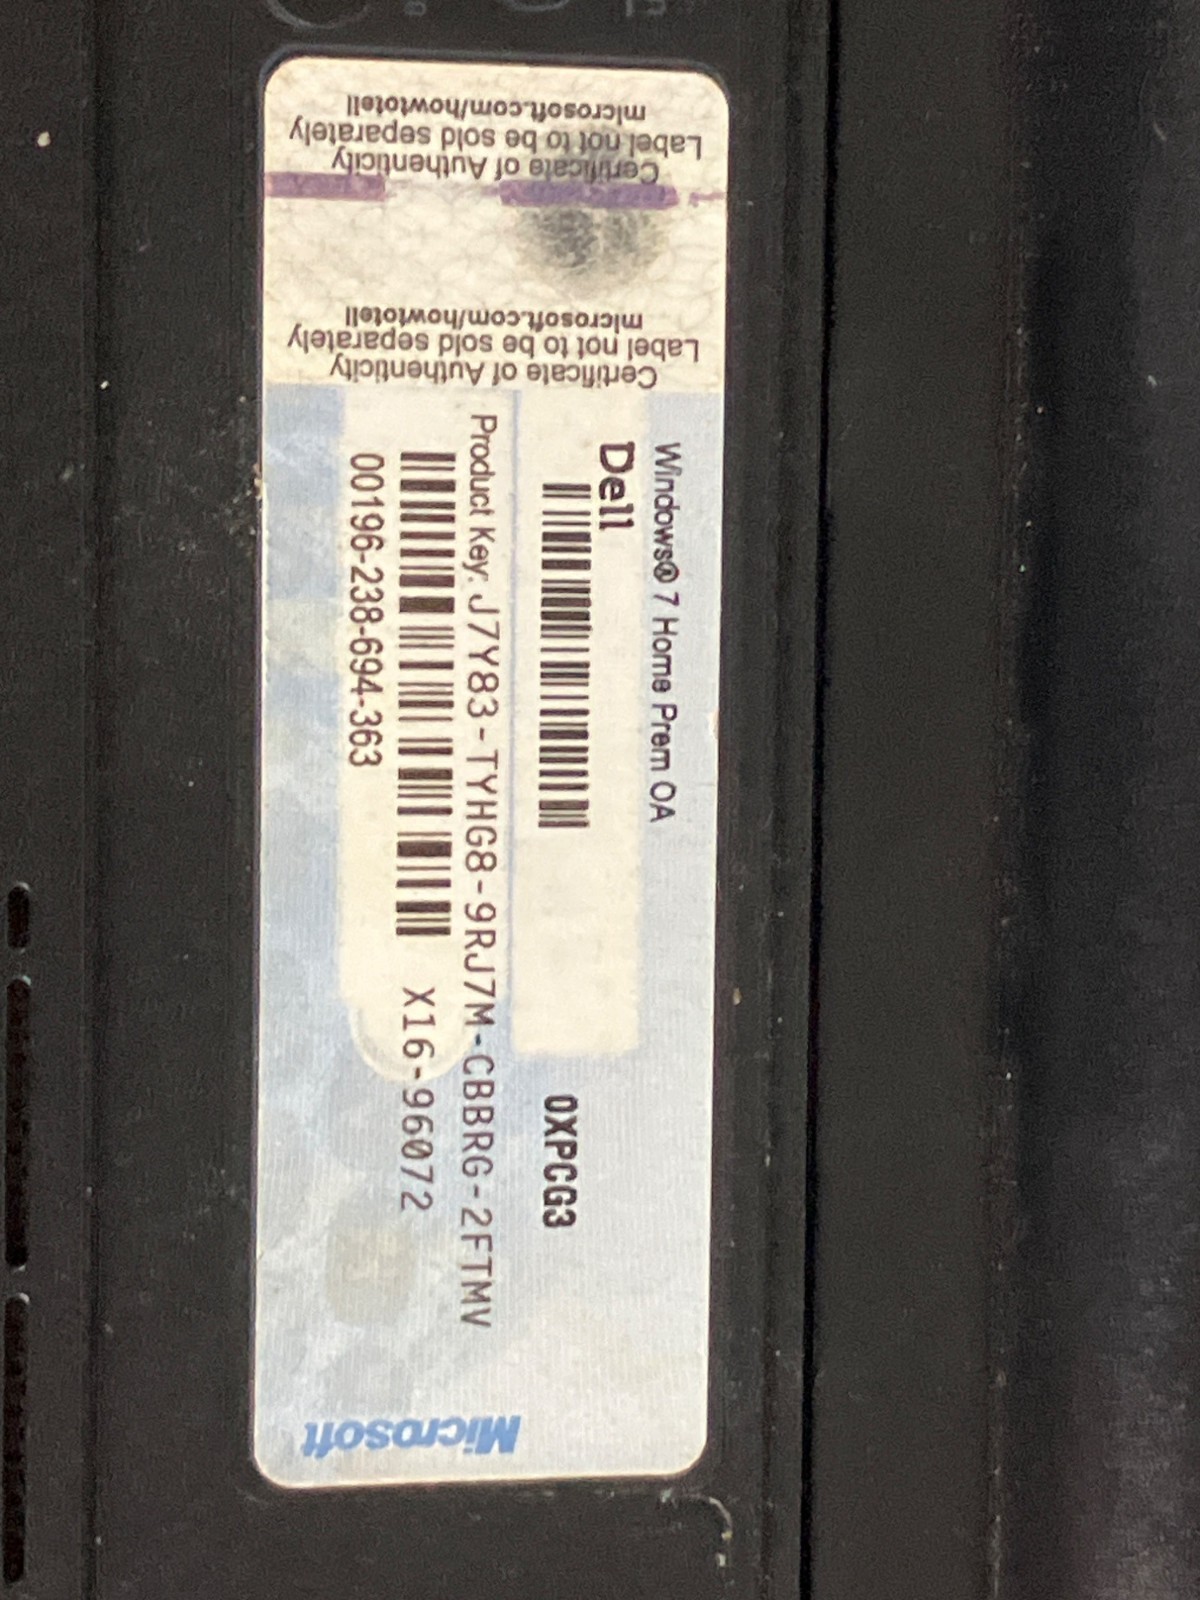 microsoft.com/howtotell
Label not to be sold separately
Certificate of Authenticity
microsoft.com/howtotell
Label not to be sold separately
Certificate of Authenticity
Windows® 7 Home Prem OA
Dell
0XPCG3
Product Key: J7Y83-TYHG8-9RJ7M-CBBRG-2FTMV
X16-96072
00196-238-694-363
Microsoft